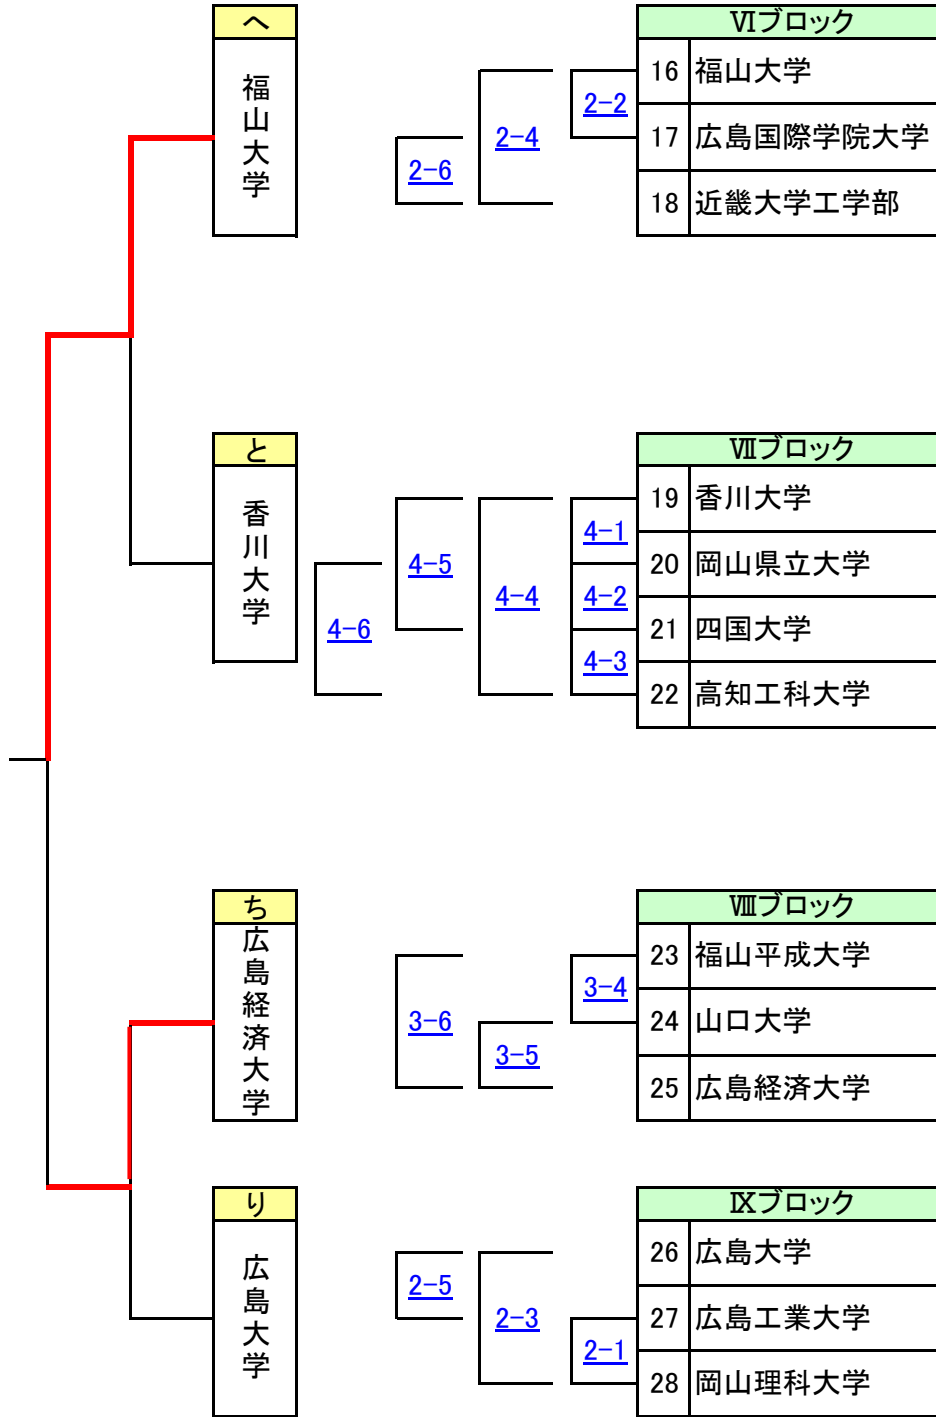 へ
福山大学
2-6
2-4
2-2
Ⅵブロック
16 福山大学
17 広島国際学院大学
18 近畿大学工学部
と
香川大学
4-6
4-5
4-4
4-1
4-2
4-3
Ⅶブロック
19 香川大学
20 岡山県立大学
21 四国大学
22 高知工科大学
ち
広島経済大学
3-6
3-5
3-4
Ⅷブロック
23 福山平成大学
24 山口大学
25 広島経済大学
り
広島大学
2-5
2-3
2-1
Ⅸブロック
26 広島大学
27 広島工業大学
28 岡山理科大学